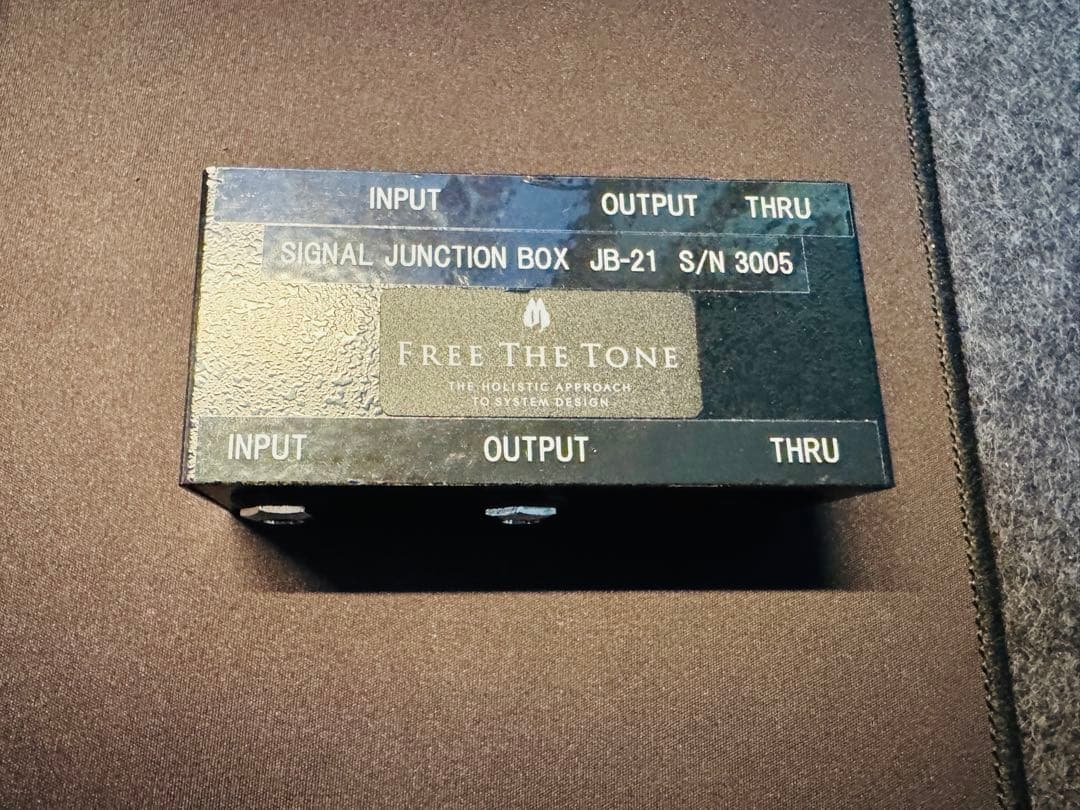 INPUT OUTPUT THRU
SIGNAL JUNCTION BOX JB-21 S/N 3005
FREE THE TONE
THE HOLISTIC APPROACH
TO SYSTEM DESIGN
INPUT OUTPUT THRU